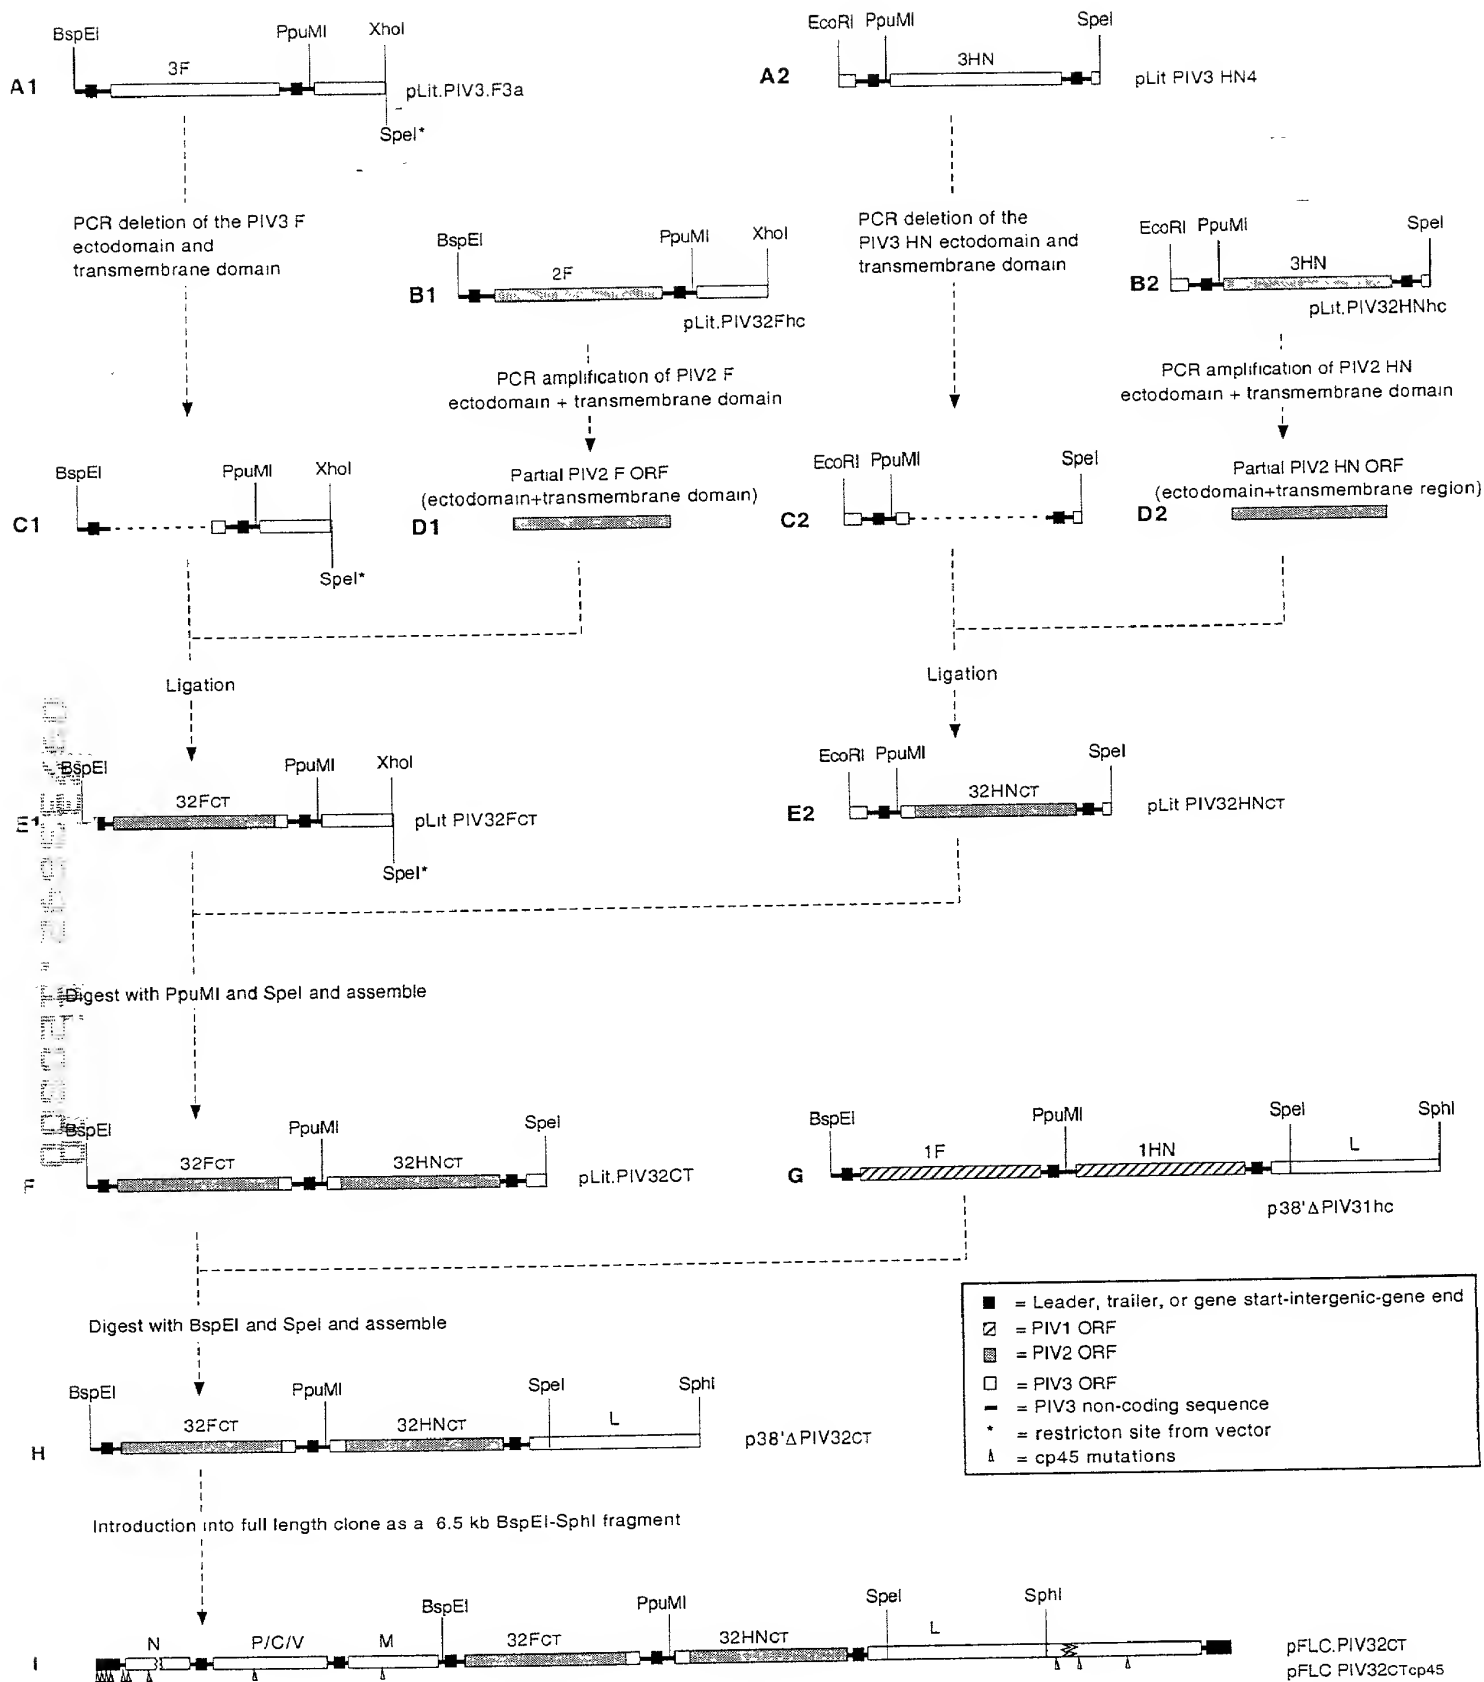 BspEI PpuMI XhoI
A1 3F pLit.PIV3.F3a
SpeI*
EcoRI PpuMI SpeI
A2 3HN pLit PIV3 HN4
PCR deletion of the PIV3 F
ectodomain and
transmembrane domain
BspEI PpuMI XhoI
B1 2F
pLit.PIV32Fhc
PCR deletion of the
PIV3 HN ectodomain and
transmembrane domain
EcoRI PpuMI SpeI
B2 3HN
pLit.PIV32HNhc
PCR amplification of PIV2 F
ectodomain + transmembrane domain
PCR amplification of PIV2 HN
ectodomain + transmembrane domain
BspEI PpuMI XhoI
C1
SpeI*
Partial PIV2 F ORF
(ectodomain+transmembrane domain)
D1
EcoRI PpuMI SpeI
C2
Partial PIV2 HN ORF
(ectodomain+transmembrane region)
D2
Ligation
Ligation
BspEI PpuMI XhoI
E1 32FCT pLit PIV32FCT
SpeI*
EcoRI PpuMI SpeI
E2 32HNCT pLit PIV32HNCT
Digest with PpuMI and SpeI and assemble
BspEI PpuMI SpeI
F 32FCT 32HNCT pLit.PIV32CT
BspEI PpuMI SpeI SphI
G 1F 1HN L
p38'ΔPIV31hc
Digest with BspEI and SpeI and assemble
■ = Leader, trailer, or gene start-intergenic-gene end
= PIV1 ORF
= PIV2 ORF
□ = PIV3 ORF
= PIV3 non-coding sequence
* = restricton site from vector
= cp45 mutations
BspEI PpuMI SpeI SphI
H 32FCT 32HNCT L p38'ΔPIV32CT
Introduction into full length clone as a 6.5 kb BspEI-SphI fragment
BspEI PpuMI SpeI SphI
I N P/C/V M 32FCT 32HNCT L pFLC.PIV32CT
pFLC PIV32CTcp45